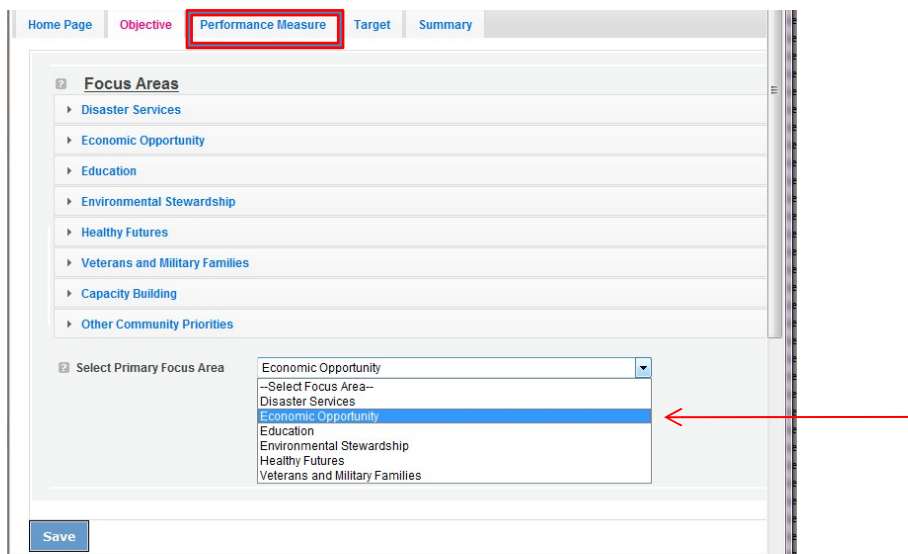 Home Page Objective Performance Measure Target Summary
Focus Areas
Disaster Services
Economic Opportunity
Education
Environmental Stewardship
Healthy Futures
Veterans and Military Families
Capacity Building
Other Community Priorities
Select Primary Focus Area Economic Opportunity
--Select Focus Area--
Disaster Services
Economic Opportunity
Education
Environmental Stewardship
Healthy Futures
Veterans and Military Families
Save